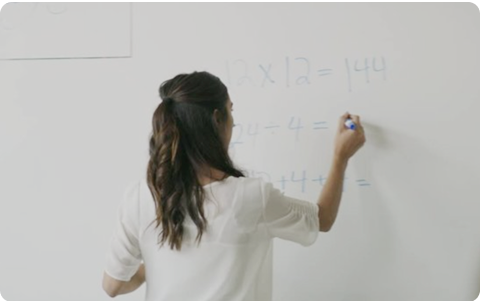 12 x 12 = 144
24 ÷ 4 =
+ 4 + =